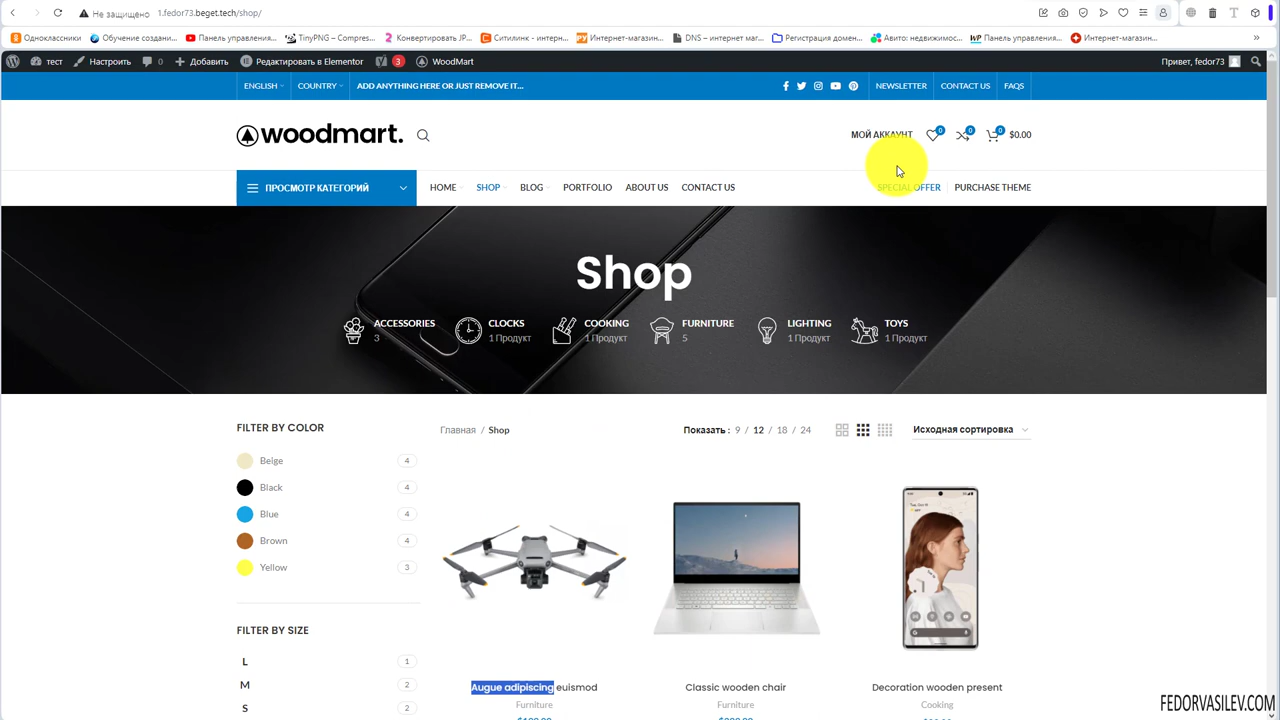 Не защищено 1.fedor73.beget.tech/shop/
Одноклассники Обучение создани... Панель управления... TinyPNG – Compres... Конвертировать JP... Ситилинк - интерн... Интернет-магазин... DNS – интернет маг... Регистрация домен... Авито: недвижимос... Панель управления... Интернет-магазин...
тест Настроить 0 Добавить Редактировать в Elementor 3 WoodMart Привет, fedor73
ENGLISH COUNTRY ADD ANYTHING HERE OR JUST REMOVE IT... NEWSLETTER CONTACT US FAQS
woodmart. МОЙ АККАУНТ 0 0 0 $0.00
ПРОСМОТР КАТЕГОРИЙ HOME SHOP BLOG PORTFOLIO ABOUT US CONTACT US SPECIAL OFFER PURCHASE THEME
Shop
ACCESSORIES CLOCKS COOKING FURNITURE LIGHTING TOYS
3 1 Продукт 1 Продукт 5 1 Продукт 1 Продукт
FILTER BY COLOR Главная / Shop Показать : 9 / 12 / 18 / 24 Исходная сортировка
Beige 4
Black 4
Blue 4
Brown 4
Yellow 3
FILTER BY SIZE
L 1
M 2
S 2
Augue adipiscing euismod Classic wooden chair Decoration wooden present
Furniture Furniture Cooking
FEDORVASILEV.COM